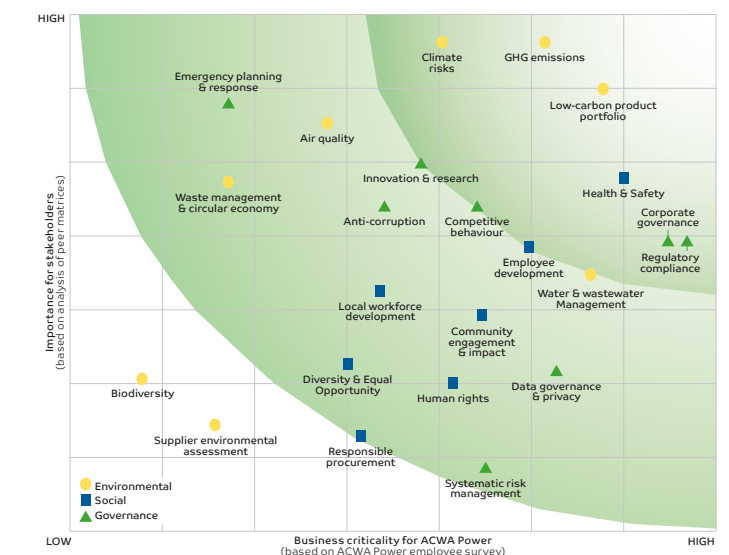 HIGH
Climate
risks
GHG emissions
Emergency planning
& response
Low-carbon product
portfolio
Air quality
Innovation & research
Waste management
& circular economy
Health & Safety
Anti-corruption
Competitive
behaviour
Corporate
governance
Regulatory
compliance
Employee
development
Water & wastewater
Management
Local workforce
development
Community
engagement
& impact
Diversity & Equal
Opportunity
Human rights
Data governance
& privacy
Biodiversity
Supplier environmental
assessment
Responsible
procurement
Systematic risk
management
Importance for stakeholders
(based on analysis of peer matrices)
Environmental
Social
Governance
LOW
Business criticality for ACWA Power
(based on ACWA Power employee survey)
HIGH